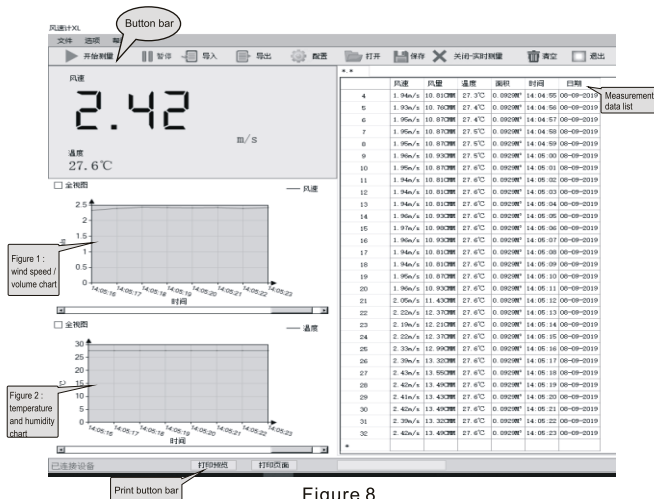 风速计XL
Button bar
文件 选项 帮助
开始测量 暂停 导入 导出 配置 打开 保存 关闭-实时测量 清空 退出
风速
2.42
m/s
温度
27.6℃
*.*
风速 风量 温度 面积 时间 日期
Measurement data list
4 1.94m/s 10.81CMM 27.3℃ 0.0929M² 14:04:55 08-09-2019
5 1.93m/s 10.76CMM 27.4℃ 0.0929M² 14:04:56 08-09-2019
6 1.95m/s 10.87CMM 27.4℃ 0.0929M² 14:04:57 08-09-2019
7 1.95m/s 10.87CMM 27.5℃ 0.0929M² 14:04:58 08-09-2019
8 1.95m/s 10.87CMM 27.5℃ 0.0929M² 14:04:59 08-09-2019
9 1.96m/s 10.93CMM 27.5℃ 0.0929M² 14:05:00 08-09-2019
10 1.95m/s 10.87CMM 27.6℃ 0.0929M² 14:05:01 08-09-2019
11 1.94m/s 10.81CMM 27.6℃ 0.0929M² 14:05:02 08-09-2019
12 1.94m/s 10.81CMM 27.6℃ 0.0929M² 14:05:03 08-09-2019
13 1.94m/s 10.81CMM 27.6℃ 0.0929M² 14:05:04 08-09-2019
14 1.96m/s 10.93CMM 27.6℃ 0.0929M² 14:05:05 08-09-2019
15 1.97m/s 10.98CMM 27.6℃ 0.0929M² 14:05:06 08-09-2019
16 1.96m/s 10.93CMM 27.6℃ 0.0929M² 14:05:07 08-09-2019
17 1.94m/s 10.81CMM 27.6℃ 0.0929M² 14:05:08 08-09-2019
18 1.94m/s 10.81CMM 27.6℃ 0.0929M² 14:05:09 08-09-2019
19 1.95m/s 10.87CMM 27.6℃ 0.0929M² 14:05:10 08-09-2019
20 1.96m/s 10.93CMM 27.6℃ 0.0929M² 14:05:11 08-09-2019
21 2.05m/s 11.43CMM 27.6℃ 0.0929M² 14:05:12 08-09-2019
22 2.22m/s 12.37CMM 27.6℃ 0.0929M² 14:05:13 08-09-2019
23 2.19m/s 12.21CMM 27.6℃ 0.0929M² 14:05:14 08-09-2019
24 2.22m/s 12.37CMM 27.6℃ 0.0929M² 14:05:15 08-09-2019
25 2.33m/s 12.99CMM 27.6℃ 0.0929M² 14:05:16 08-09-2019
26 2.39m/s 13.32CMM 27.6℃ 0.0929M² 14:05:17 08-09-2019
27 2.43m/s 13.55CMM 27.6℃ 0.0929M² 14:05:18 08-09-2019
28 2.42m/s 13.49CMM 27.6℃ 0.0929M² 14:05:19 08-09-2019
29 2.41m/s 13.43CMM 27.6℃ 0.0929M² 14:05:20 08-09-2019
30 2.42m/s 13.49CMM 27.6℃ 0.0929M² 14:05:21 08-09-2019
31 2.39m/s 13.32CMM 27.6℃ 0.0929M² 14:05:22 08-09-2019
32 2.42m/s 13.49CMM 27.6℃ 0.0929M² 14:05:23 08-09-2019
*
全视图 风速
2.5
2
1.5
1
0.5
0
Figure 1 :
wind speed /
volume chart
14:05:16 14:05:17 14:05:18 14:05:19 14:05:20 14:05:21 14:05:22 14:05:23
时间
全视图 温度
30
25
20
15
10
5
0
℃
Figure 2 :
temperature
and humidity
chart
14:05:16 14:05:17 14:05:18 14:05:19 14:05:20 14:05:21 14:05:22 14:05:23
时间
已连接设备 打印预览 打印页面
Print button bar
Figure 8